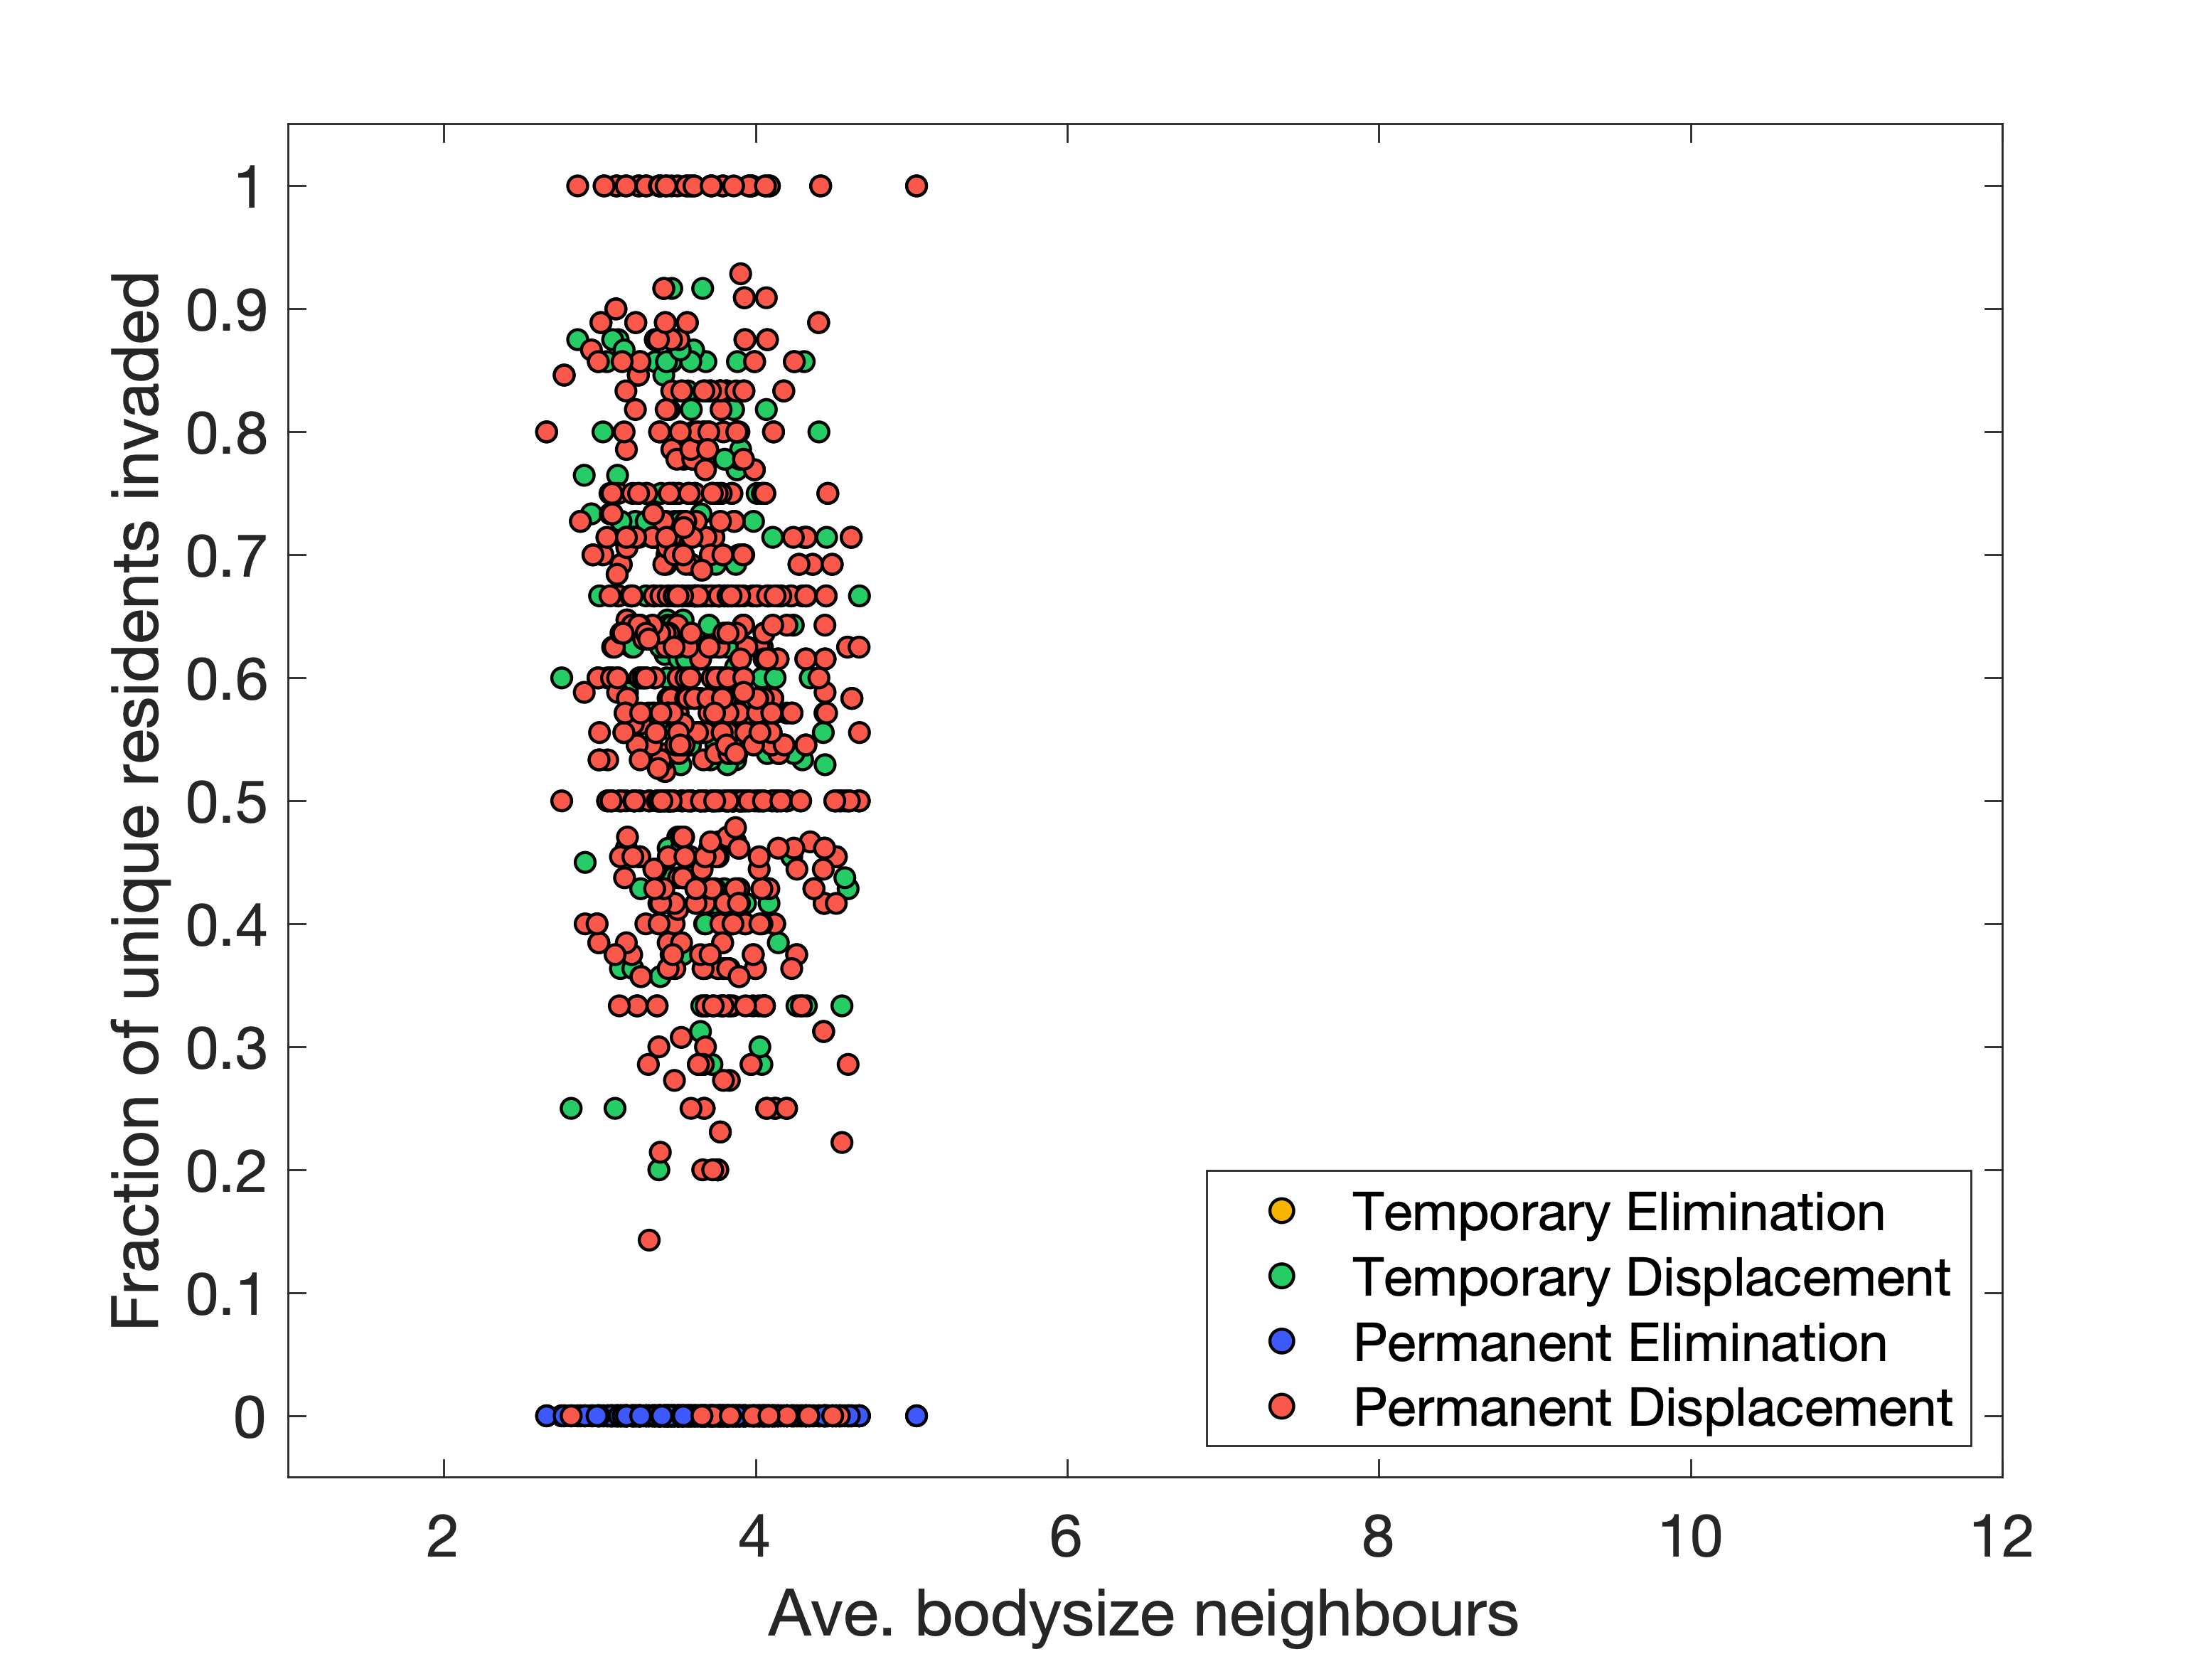 Fraction of unique residents invaded
1
0.9
0.8
0.7
0.6
0.5
0.4
0.3
0.2
0.1
0
Temporary Elimination
Temporary Displacement
Permanent Elimination
Permanent Displacement
2 4 6 8 10 12
Ave. bodysize neighbours